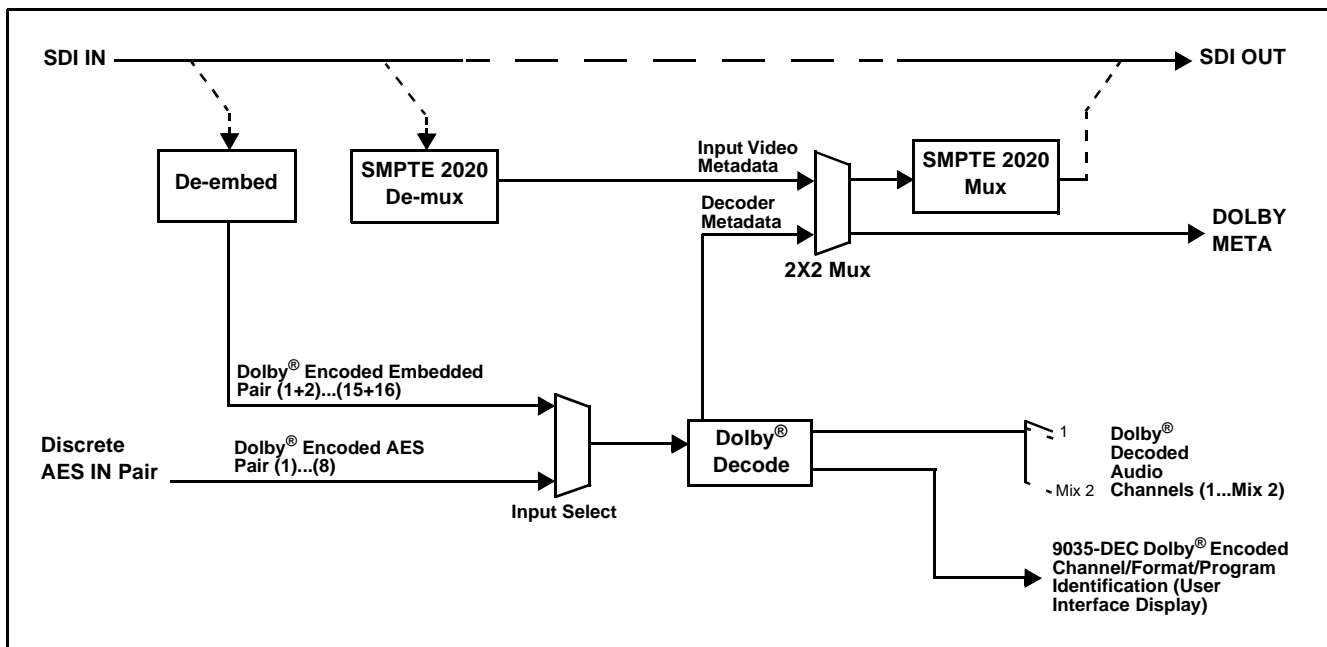 SDI IN
SDI OUT
De-embed
SMPTE 2020
De-mux
Input Video
Metadata
Decoder
Metadata
2X2 Mux
SMPTE 2020
Mux
DOLBY
META
Dolby® Encoded Embedded
Pair (1+2)...(15+16)
Discrete
AES IN Pair
Dolby® Encoded AES
Pair (1)...(8)
Input Select
Dolby®
Decode
1
Mix 2
Dolby®
Decoded
Audio
Channels (1...Mix 2)
9035-DEC Dolby® Encoded
Channel/Format/Program
Identification (User
Interface Display)